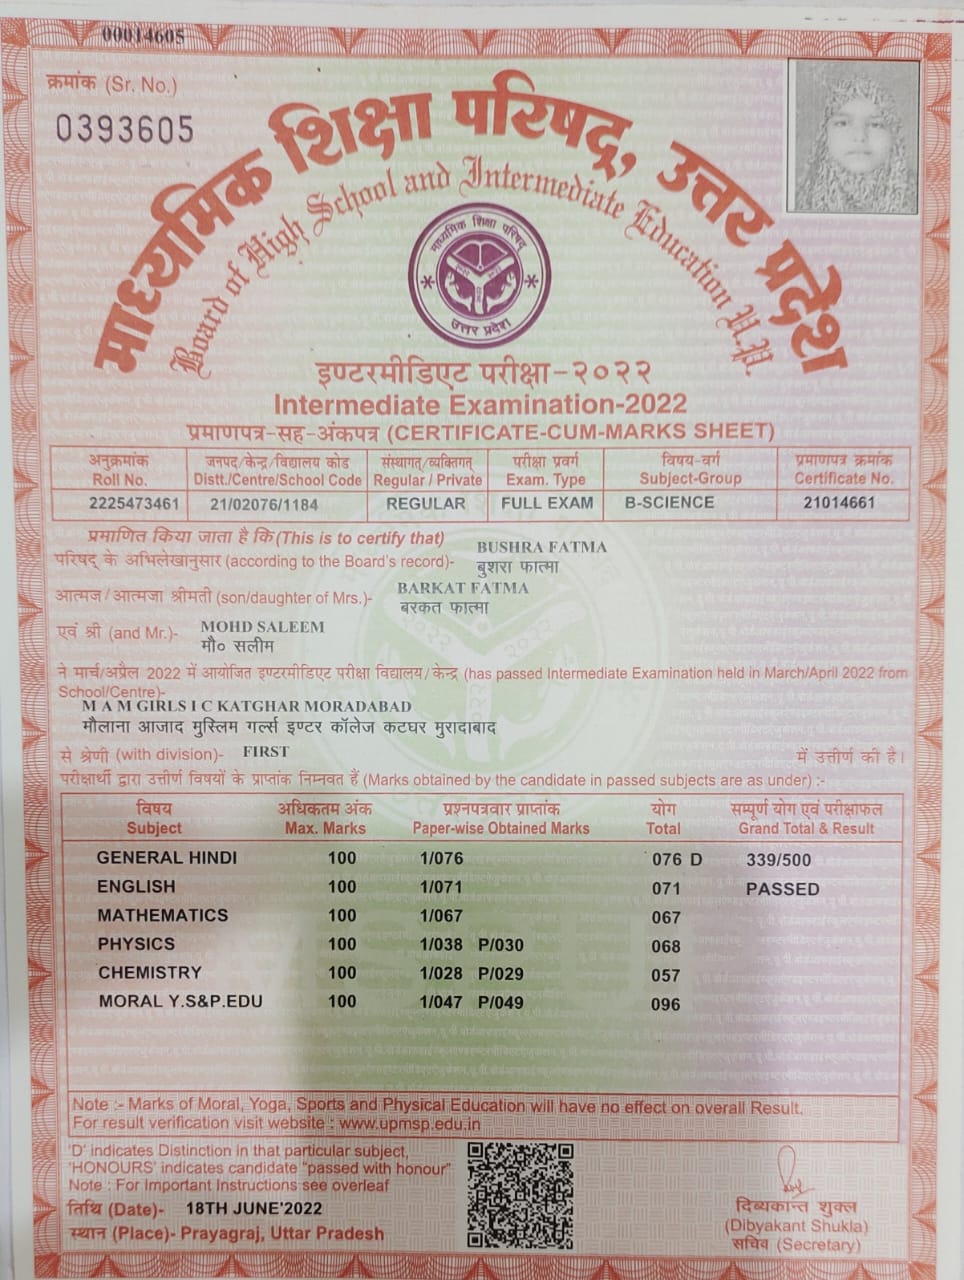 00014605
क्रमांक (Sr. No.)
0393605
माध्यमिक शिक्षा परिषद्, उत्तर प्रदेश
Board of High School and Intermediate Education U.P.
माध्यमिक शिक्षा परिषद्
उत्तर प्रदेश
इण्टरमीडिएट परीक्षा-२०२२
Intermediate Examination-2022
प्रमाणपत्र-सह-अंकपत्र (CERTIFICATE-CUM-MARKS SHEET)
अनुक्रमांक जनपद/केन्द्र/विद्यालय कोड संस्थागत्/व्यक्तिगत् परीक्षा प्रवर्ग विषय-वर्ग प्रमाणपत्र क्रमांक
Roll No. Distt./Centre/School Code Regular / Private Exam. Type Subject-Group Certificate No.
2225473461 21/02076/1184 REGULAR FULL EXAM B-SCIENCE 21014661
प्रमाणित किया जाता है कि (This is to certify that)
BUSHRA FATMA
परिषद् के अभिलेखानुसार (according to the Board's record)- बुशरा फात्मा
BARKAT FATMA
आत्मज/आत्मजा श्रीमती (son/daughter of Mrs.)- बरकत फात्मा
MOHD SALEEM
एवं श्री (and Mr.)- मौ० सलीम
ने मार्च/अप्रैल 2022 में आयोजित इण्टरमीडिएट परीक्षा विद्यालय/केन्द्र (has passed Intermediate Examination held in March/April 2022 from
School/Centre)-
M A M GIRLS I C KATGHAR MORADABAD
मौलाना आजाद मुस्लिम गर्ल्स इण्टर कॉलेज कटघर मुरादाबाद
से श्रेणी (with division)- FIRST में उत्तीर्ण की है।
परीक्षार्थी द्वारा उत्तीर्ण विषयों के प्राप्तांक निम्नवत हैं (Marks obtained by the candidate in passed subjects are as under) :-
विषय अधिकतम अंक प्रश्नपत्रवार प्राप्तांक योग सम्पूर्ण योग एवं परीक्षाफल
Subject Max. Marks Paper-wise Obtained Marks Total Grand Total & Result
GENERAL HINDI 100 1/076 076 D 339/500
ENGLISH 100 1/071 071 PASSED
MATHEMATICS 100 1/067 067
PHYSICS 100 1/038 P/030 068
CHEMISTRY 100 1/028 P/029 057
MORAL Y.S&P.EDU 100 1/047 P/049 096
Note :- Marks of Moral, Yoga, Sports and Physical Education will have no effect on overall Result.
For result verification visit website : www.upmsp.edu.in
'D' indicates Distinction in that particular subject,
'HONOURS' indicates candidate "passed with honour"
Note : For Important Instructions see overleaf
तिथि (Date)- 18TH JUNE'2022
स्थान (Place)- Prayagraj, Uttar Pradesh
दिव्यकान्त शुक्ल
(Dibyakant Shukla)
सचिव (Secretary)